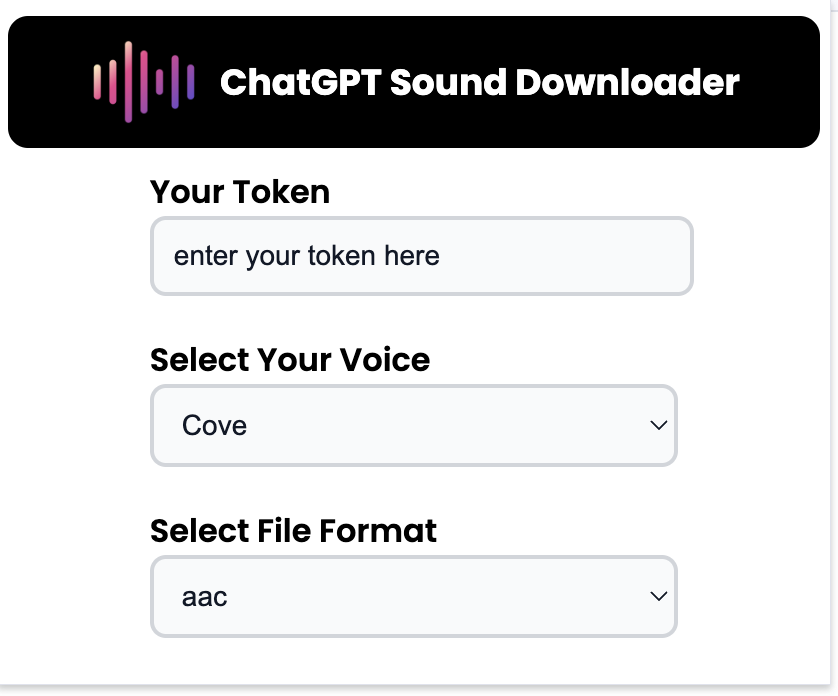 ChatGPT Sound Downloader
Your Token
enter your token here
Select Your Voice
Cove
Select File Format
aac